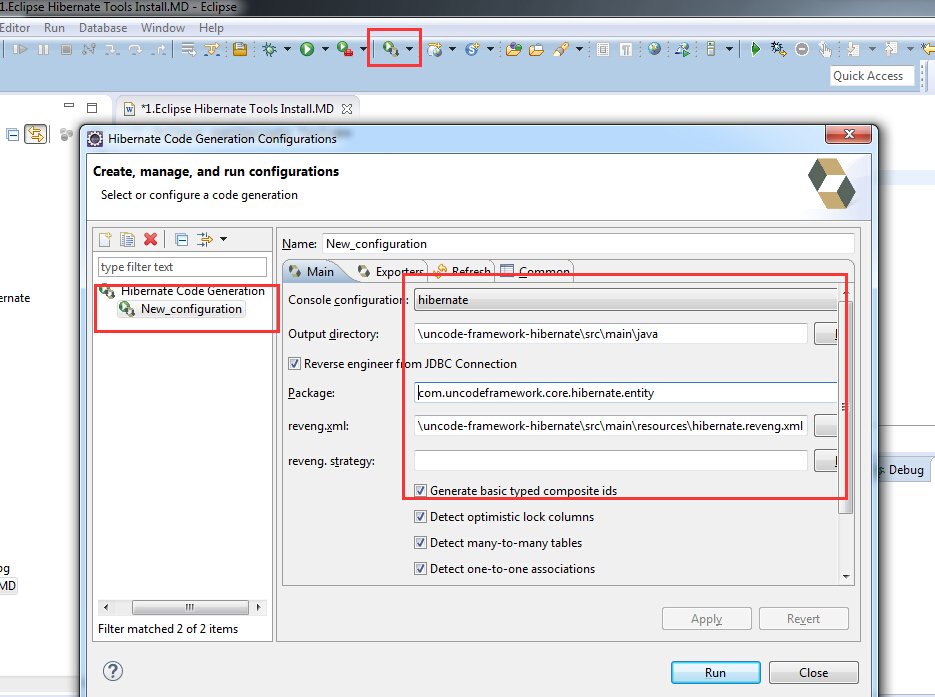 1.Eclipse Hibernate Tools Install.MD - Eclipse
Editor Run Project Database Window Help
Quick Access
*1.Eclipse Hibernate Tools Install.MD
Hibernate Code Generation Configurations
Create, manage, and run configurations
Select or configure a code generation
type filter text
Hibernate Code Generation
New_configuration
Filter matched 2 of 2 items
Name: New_configuration
Main Exporters Refresh Common
Console configuration: hibernate
Output directory: \uncode-framework-hibernate\src\main\java
Reverse engineer from JDBC Connection
Package: com.uncodeframework.core.hibernate.entity
reveng.xml: \uncode-framework-hibernate\src\main\resources\hibernate.reveng.xml
reveng. strategy:
Generate basic typed composite ids
Detect optimistic lock columns
Detect many-to-many tables
Detect one-to-one associations
Apply Revert
Run Close
ernate
og
MD
Debug